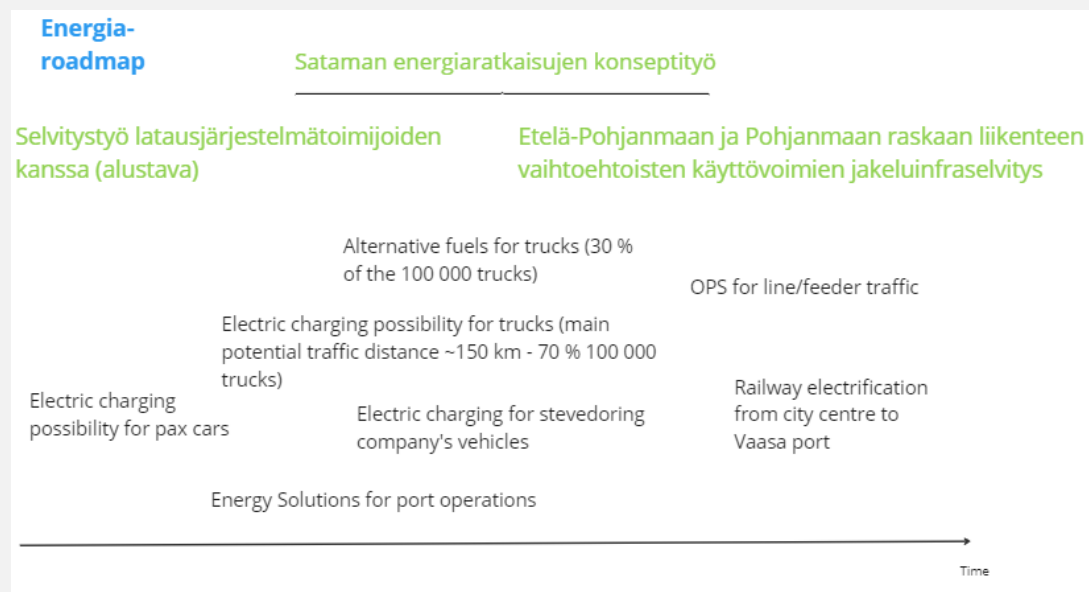 Energia-
roadmap
Sataman energiaratkaisujen konseptityö
Selvitystyö latausjärjestelmätoimijoiden
kanssa (alustava)
Etelä-Pohjanmaan ja Pohjanmaan raskaan liikenteen
vaihtoehtoisten käyttövoimien jakeluinfraselvitys
Alternative fuels for trucks (30 %
of the 100 000 trucks)
OPS for line/feeder traffic
Electric charging possibility for trucks (main
potential traffic distance ~150 km - 70 % 100 000
trucks)
Electric charging
possibility for pax cars
Electric charging for stevedoring
company's vehicles
Railway electrification
from city centre to
Vaasa port
Energy Solutions for port operations
Time